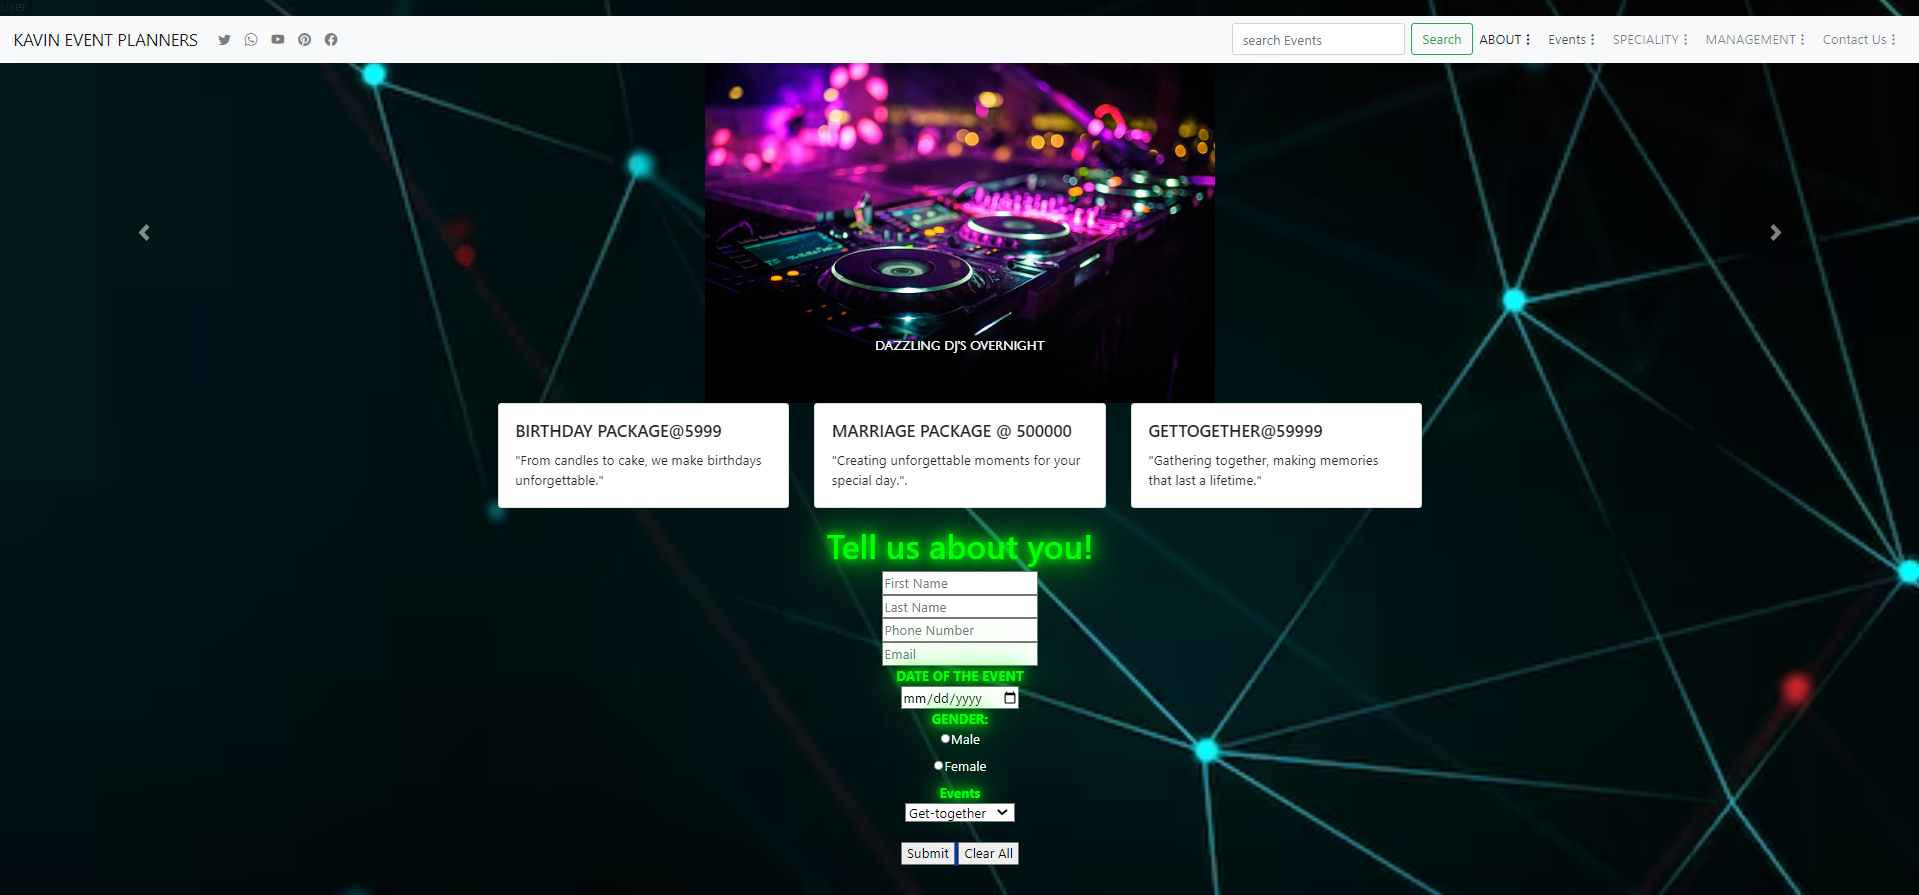 User
KAVIN EVENT PLANNERS
search Events
Search
ABOUT
Events
SPECIALITY
MANAGEMENT
Contact Us
DAZZLING DJ'S OVERNIGHT
BIRTHDAY PACKAGE@5999
"From candles to cake, we make birthdays
unforgettable."
MARRIAGE PACKAGE @ 500000
"Creating unforgettable moments for your
special day.".
GETTOGETHER@59999
"Gathering together, making memories
that last a lifetime."
Tell us about you!
First Name
Last Name
Phone Number
Email
DATE OF THE EVENT
mm/dd/yyyy
GENDER:
Male
Female
Events
Get-together
Submit Clear All